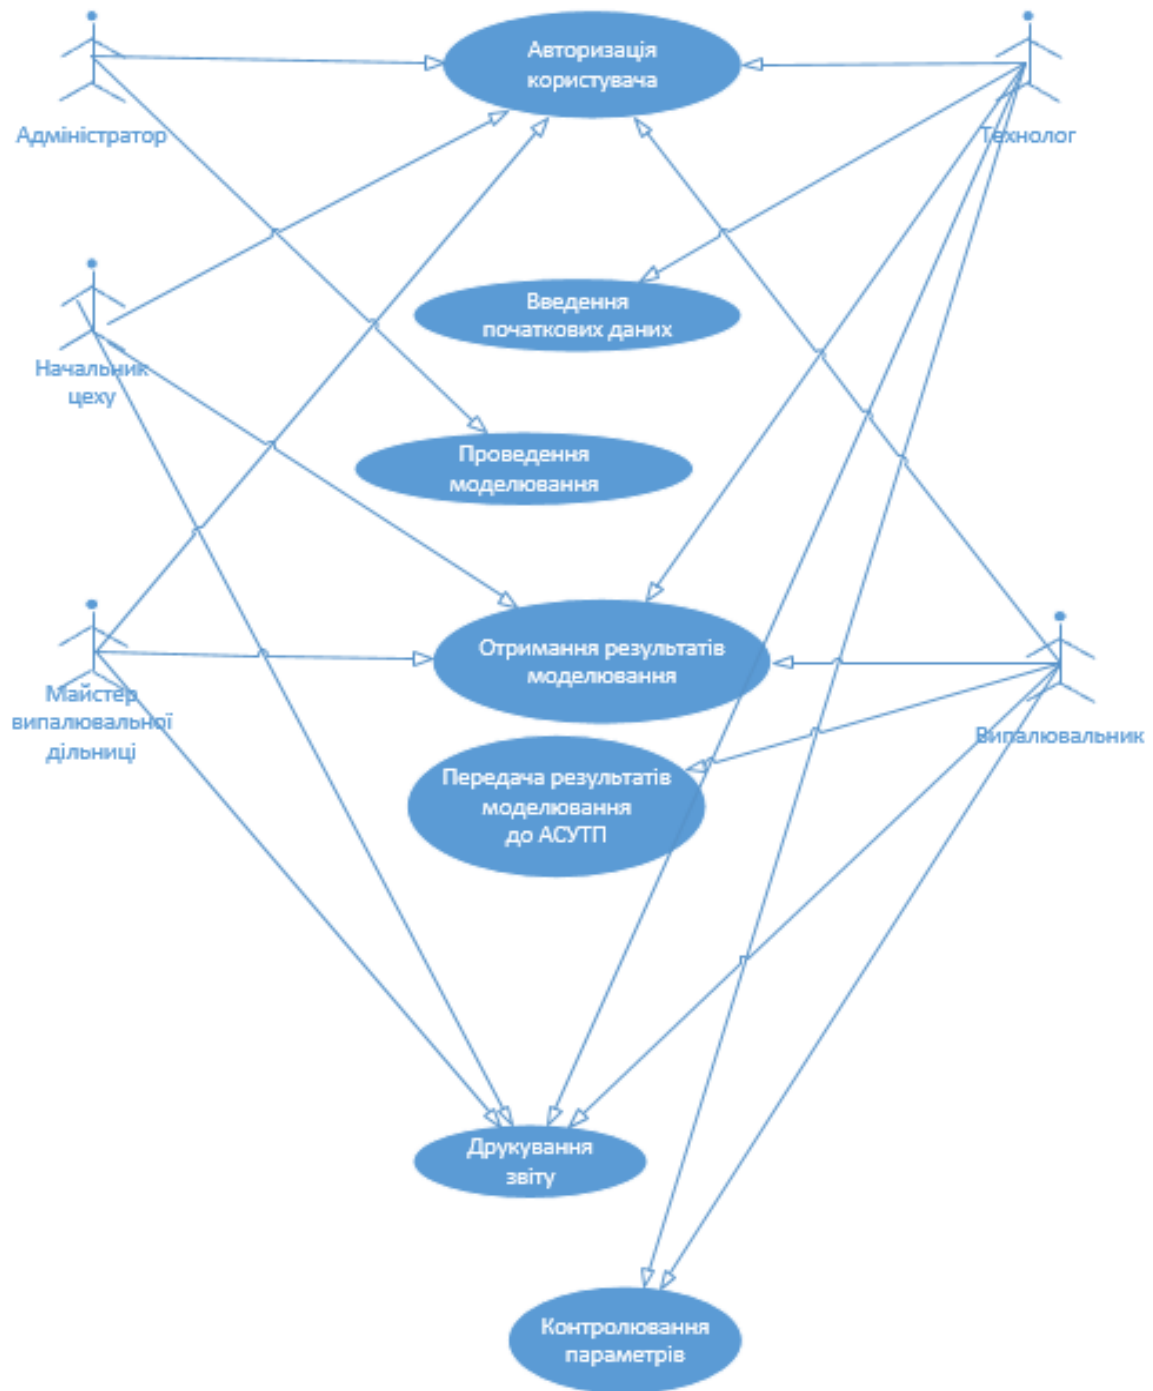 Авторизація
користувача
Адміністратор
Технолог
Введення
початкових даних
Начальник
цеху
Проведення
моделювання
Отримання результатів
моделювання
Майстер
випалювальної
дільниці
Випалювальник
Передача результатів
моделювання
до АСУТП
Друкування
звіту
Контролювання
параметрів